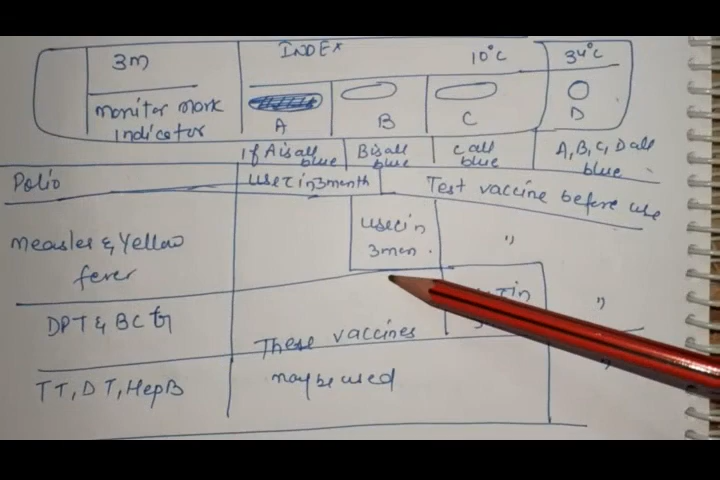 3M INDEX 10°C 34°C
Monitor Mark
indicator
A B C D
If A is all
blue
B is all
blue
C all
blue
A, B, C, D all
blue
Polio use in 3 month Test vaccine before use
Measles & Yellow
fever
use in
3 mon. "
DPT & BCG in "
These vaccines
may be used
TT, DT, Hep B "